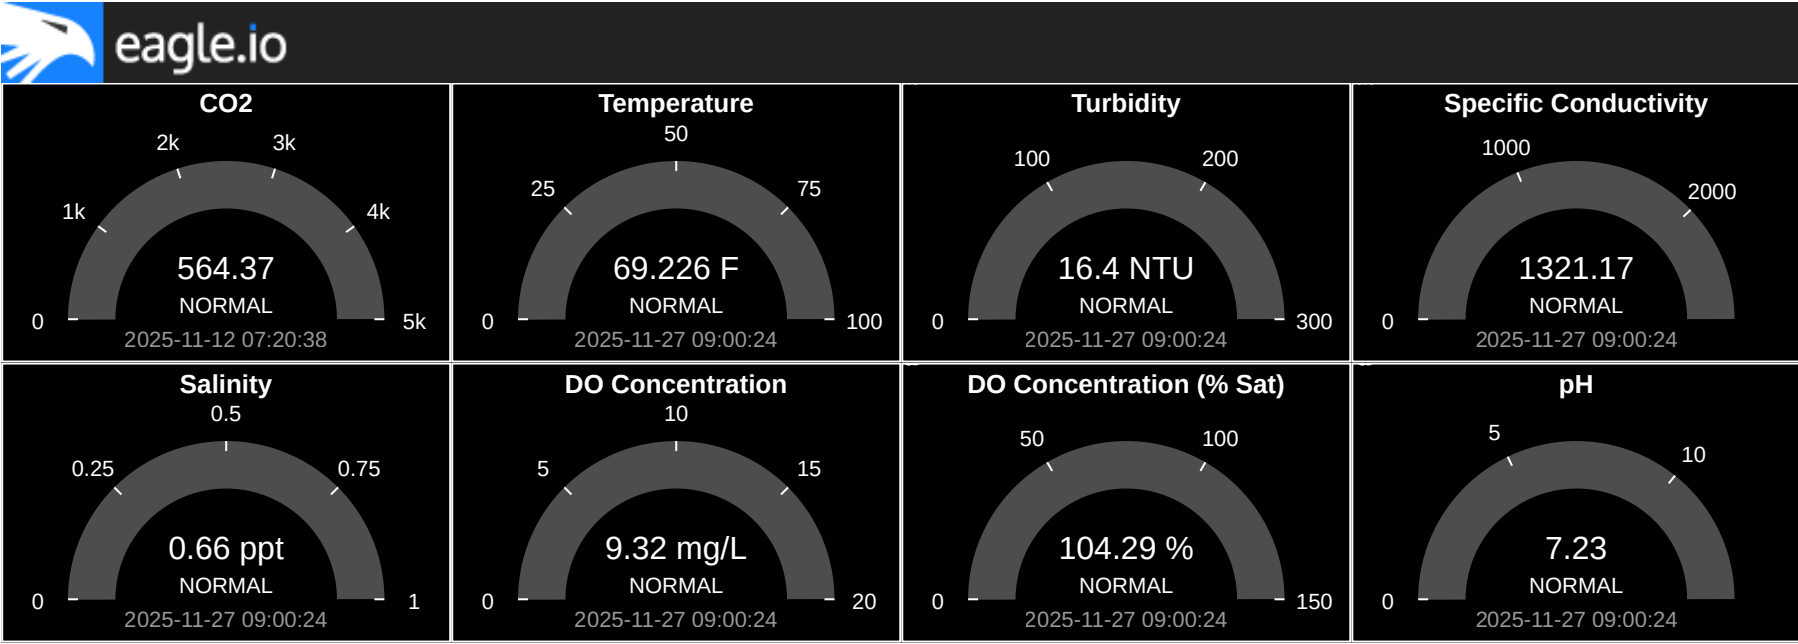 eagle.io
CO2
2k
3k
1k
4k
564.37
NORMAL
0
5k
2025-11-12 07:20:38
Temperature
50
25
75
69.226 F
NORMAL
0
100
2025-11-27 09:00:24
Turbidity
100
200
16.4 NTU
NORMAL
0
300
2025-11-27 09:00:24
Specific Conductivity
1000
2000
1321.17
NORMAL
0
2025-11-27 09:00:24
Salinity
0.5
0.25
0.75
0.66 ppt
NORMAL
0
1
2025-11-27 09:00:24
DO Concentration
10
5
15
9.32 mg/L
NORMAL
0
20
2025-11-27 09:00:24
DO Concentration (% Sat)
50
100
104.29 %
NORMAL
0
150
2025-11-27 09:00:24
pH
5
10
7.23
NORMAL
0
2025-11-27 09:00:24